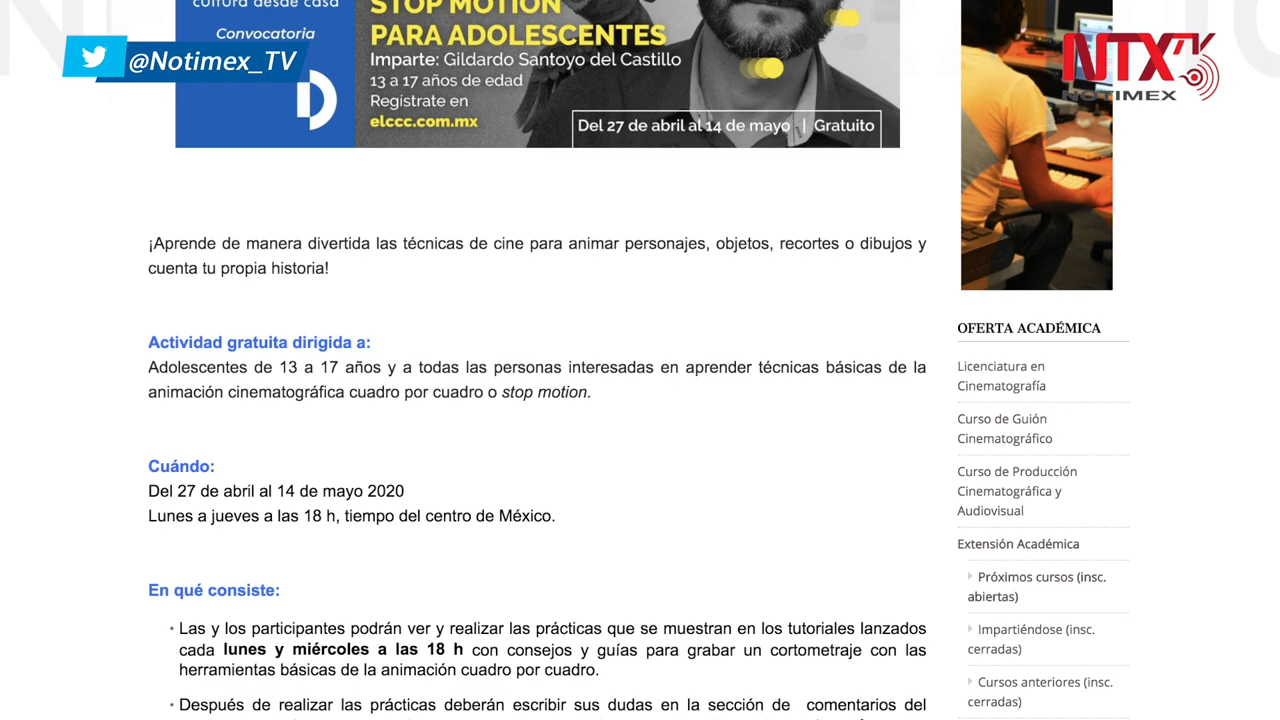 cultura desde casa
Convocatoria
@Notimex_TV
STOP MOTION
PARA ADOLESCENTES
Imparte: Gildardo Santoyo del Castillo
13 a 17 años de edad
Regístrate en
elccc.com.mx
Del 27 de abril al 14 de mayo | Gratuito
NTX TV
NOTIMEX
¡Aprende de manera divertida las técnicas de cine para animar personajes, objetos, recortes o dibujos y
cuenta tu propia historia!
Actividad gratuita dirigida a:
Adolescentes de 13 a 17 años y a todas las personas interesadas en aprender técnicas básicas de la
animación cinematográfica cuadro por cuadro o stop motion.
Cuándo:
Del 27 de abril al 14 de mayo 2020
Lunes a jueves a las 18 h, tiempo del centro de México.
En qué consiste:
• Las y los participantes podrán ver y realizar las prácticas que se muestran en los tutoriales lanzados
cada lunes y miércoles a las 18 h con consejos y guías para grabar un cortometraje con las
herramientas básicas de la animación cuadro por cuadro.
• Después de realizar las prácticas deberán escribir sus dudas en la sección de comentarios del
OFERTA ACADÉMICA
Licenciatura en
Cinematografía
Curso de Guión
Cinematográfico
Curso de Producción
Cinematográfica y
Audiovisual
Extensión Académica
Próximos cursos (insc.
abiertas)
Impartiéndose (insc.
cerradas)
Cursos anteriores (insc.
cerradas)